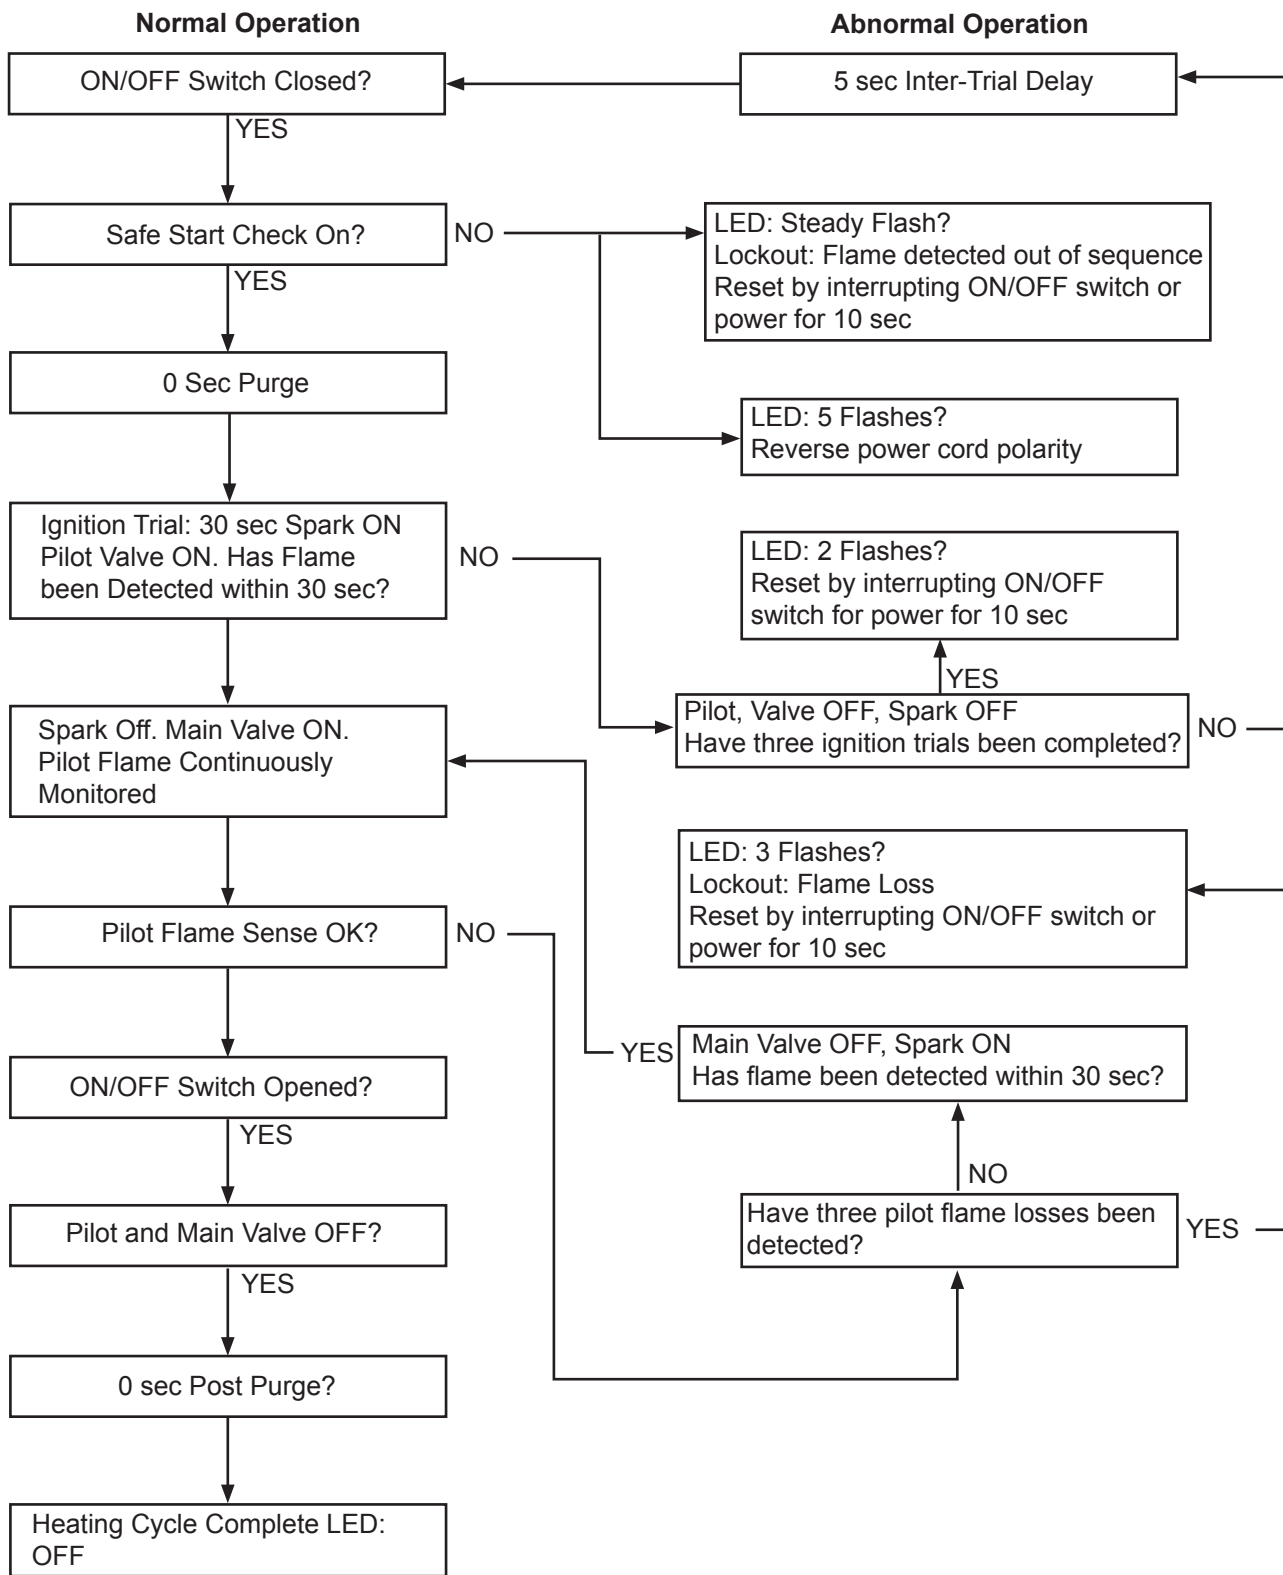 Normal Operation
Abnormal Operation
ON/OFF Switch Closed?
5 sec Inter-Trial Delay
YES
Safe Start Check On?
NO
LED: Steady Flash?
Lockout: Flame detected out of sequence
Reset by interrupting ON/OFF switch or
power for 10 sec
YES
0 Sec Purge
LED: 5 Flashes?
Reverse power cord polarity
Ignition Trial: 30 sec Spark ON
Pilot Valve ON. Has Flame
been Detected within 30 sec?
NO
LED: 2 Flashes?
Reset by interrupting ON/OFF
switch for power for 10 sec
YES
Pilot, Valve OFF, Spark OFF
Have three ignition trials been completed?
NO
Spark Off. Main Valve ON.
Pilot Flame Continuously
Monitored
LED: 3 Flashes?
Lockout: Flame Loss
Reset by interrupting ON/OFF switch or
power for 10 sec
Pilot Flame Sense OK?
NO
YES
Main Valve OFF, Spark ON
Has flame been detected within 30 sec?
ON/OFF Switch Opened?
YES
NO
Have three pilot flame losses been
detected?
YES
Pilot and Main Valve OFF?
YES
0 sec Post Purge?
Heating Cycle Complete LED:
OFF